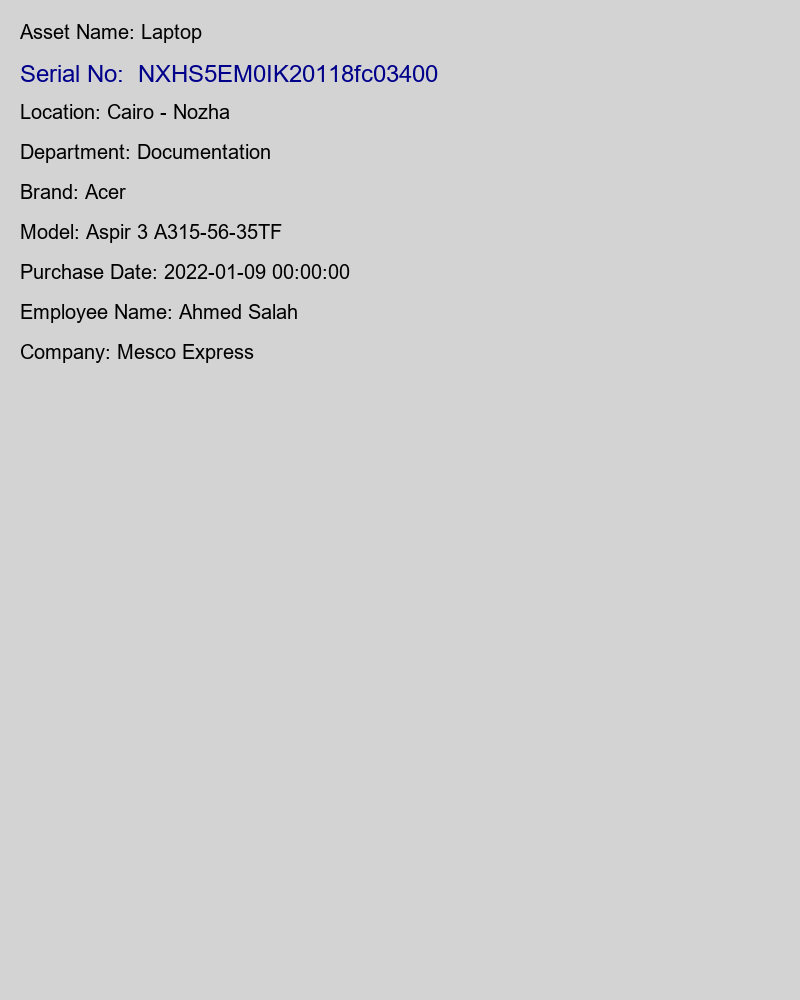 Asset Name: Laptop
Serial No:  NXHS5EM0IK20118fc03400
Location: Cairo - Nozha
Department: Documentation
Brand: Acer
Model: Aspir 3 A315-56-35TF
Purchase Date: 2022-01-09 00:00:00
Employee Name: Ahmed Salah
Company: Mesco Express